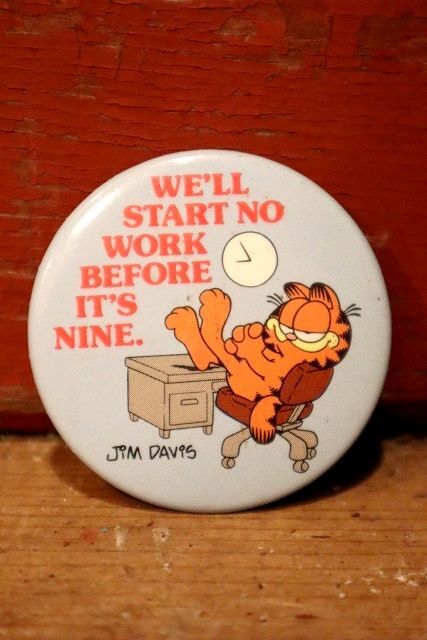 WE'LL
START NO
WORK
BEFORE
IT'S
NINE.
JIM DAVIS